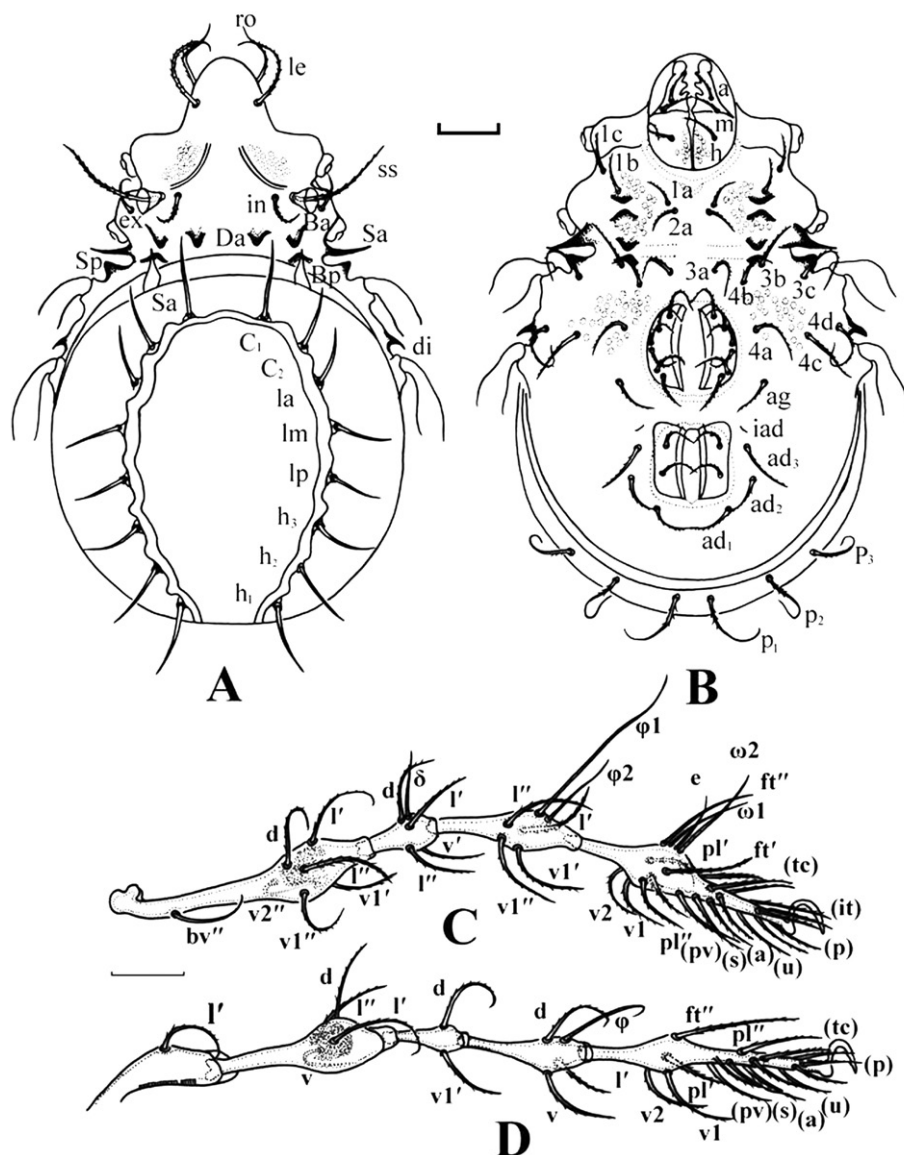 ro
le
ss
ex
in
Ba
Sa
Da
Sp
Bp
Sa
di
C₁
C₂
la
lm
lp
h₃
h₂
h₁
A
a
m
h
1c
1b
1a
2a
3a
3b
3c
4b
4d
4a
4c
ag
iad
ad₃
ad₂
ad₁
P₃
p₂
p₁
B
φ1
φ2
ω2
e
ft''
ω1
d
δ
l'
l''
l'
pl'
ft'
d
l'
v'
(tc)
l''
v1'
v2''
l''
v1'
v1''
v2
v1
(it)
bv''
v1''
pl''
(pv)
(s)
(a)
(u)
(p)
C
d
l''
l'
d
d
φ
ft''
pl''
(tc)
l'
(p)
v
v1'
v
l'
v2
pl'
v1
(pv)
(s)
(a)
(u)
D